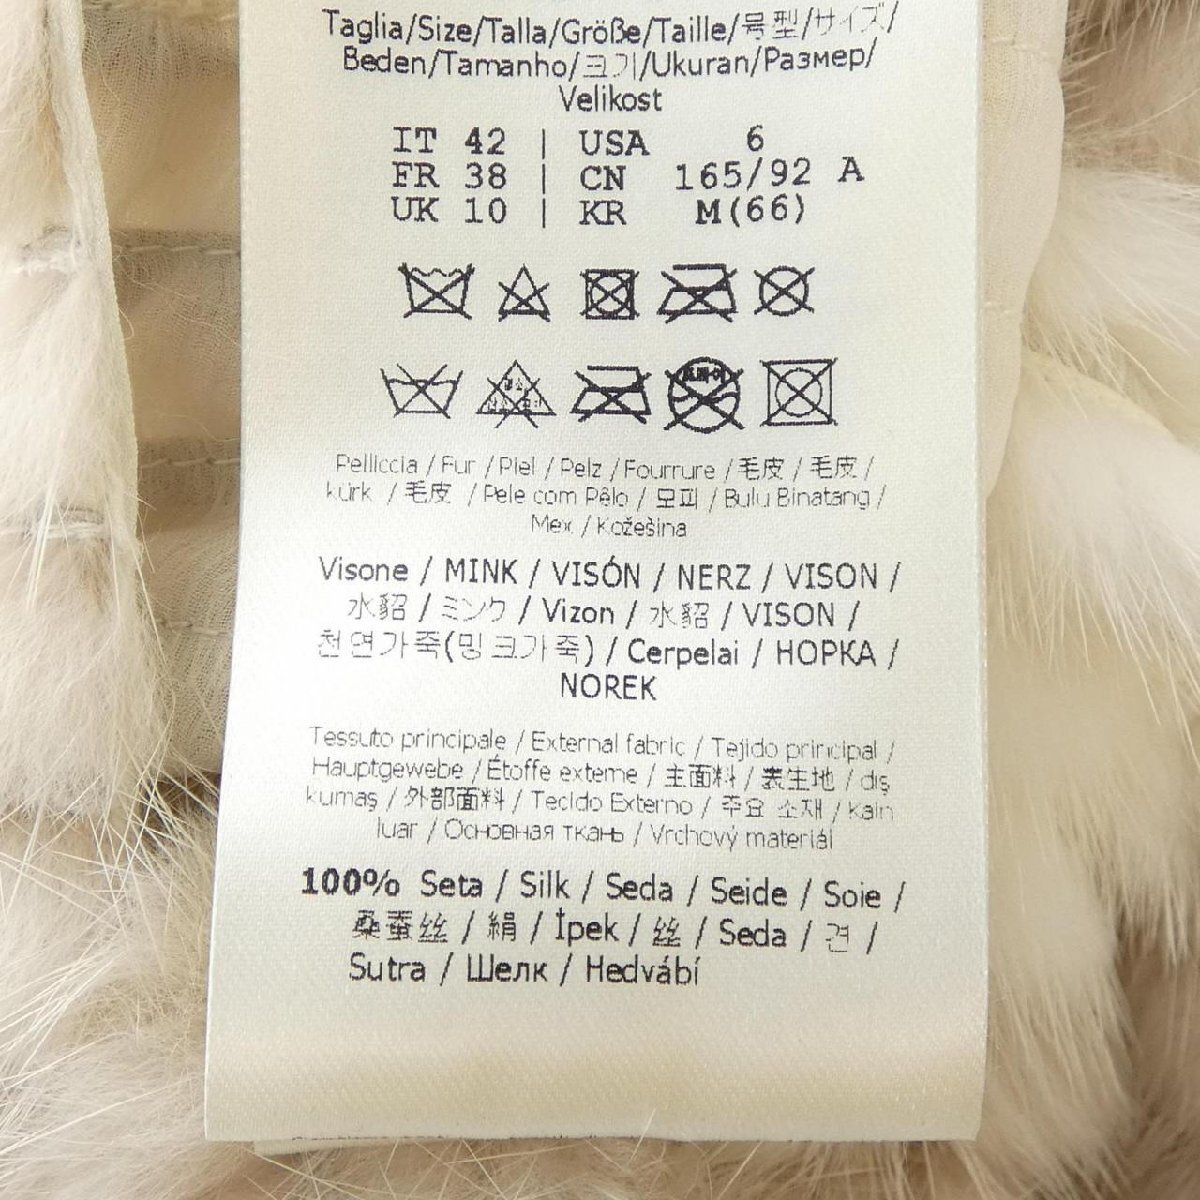 Taglia/Size/Talla/Größe/Taille/号型/サイズ/
Beden/Tamanho/크기/Ukuran/Размер/
Velikost
IT 42 | USA 6
FR 38 | CN 165/92 A
UK 10 | KR M(66)
Pelliccia / Fur / Piel / Pelz / Fourrure / 毛皮 / 毛皮 /
kürk / 毛皮 / Pele com Pêlo / 모피 / Bulu Binatang /
Mex / Kožešina
Visone / MINK / VISÓN / NERZ / VISON /
水貂 / ミンク / Vizon / 水貂 / VISON /
천연가죽(밍크가죽) / Cerpelai / НОРКА /
NOREK
Tessuto principale / External fabric / Tejido principal /
Hauptgewebe / Étoffe externe / 主面料 / 表生地 / dış
kumaş / 外部面料 / Tecido Externo / 주요 소재 / Kain
luar / Основная ткань / Vrchový materiál
100% Seta / Silk / Seda / Seide / Soie /
桑蚕丝 / 絹 / İpek / 丝 / Seda / 견 /
Sutra / Шелк / Hedvábí